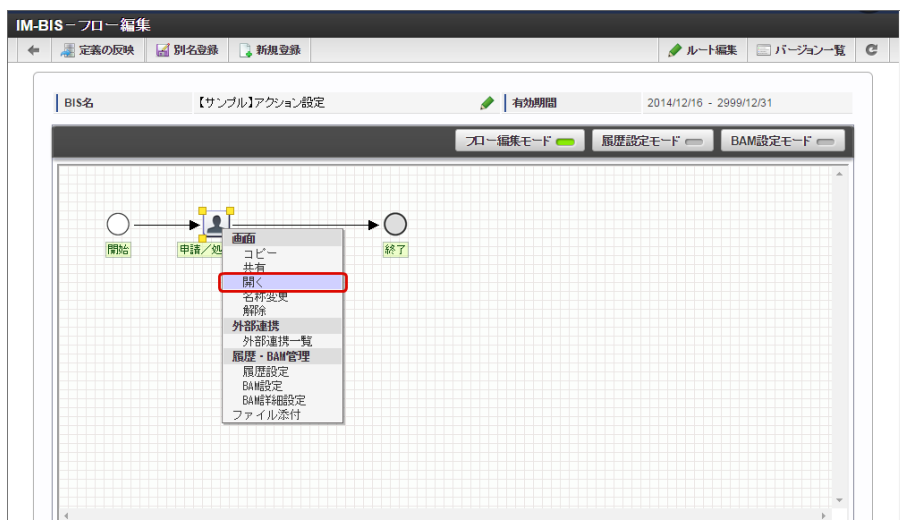 IM-BIS－フロー編集
定義の反映 別名登録 新規登録 ルート編集 バージョン一覧
BIS名 【サンプル】アクション設定 有効期間 2014/12/16 - 2999/12/31
フロー編集モード 履歴設定モード BAM設定モード
開始 申請／処 終了
画面
コピー
共有
開く
名称変更
解除
外部連携
外部連携一覧
履歴・BAM管理
履歴設定
BAM設定
BAM詳細設定
ファイル添付